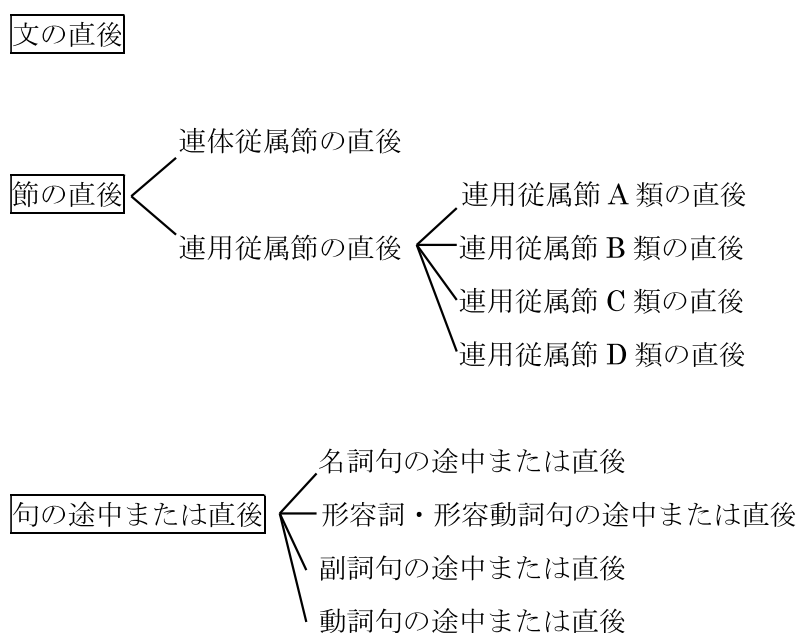 文の直後
連体従属節の直後
節の直後
連用従属節 A 類の直後
連用従属節の直後
連用従属節 B 類の直後
連用従属節 C 類の直後
連用従属節 D 類の直後
名詞句の途中または直後
句の途中または直後
形容詞・形容動詞句の途中または直後
副詞句の途中または直後
動詞句の途中または直後